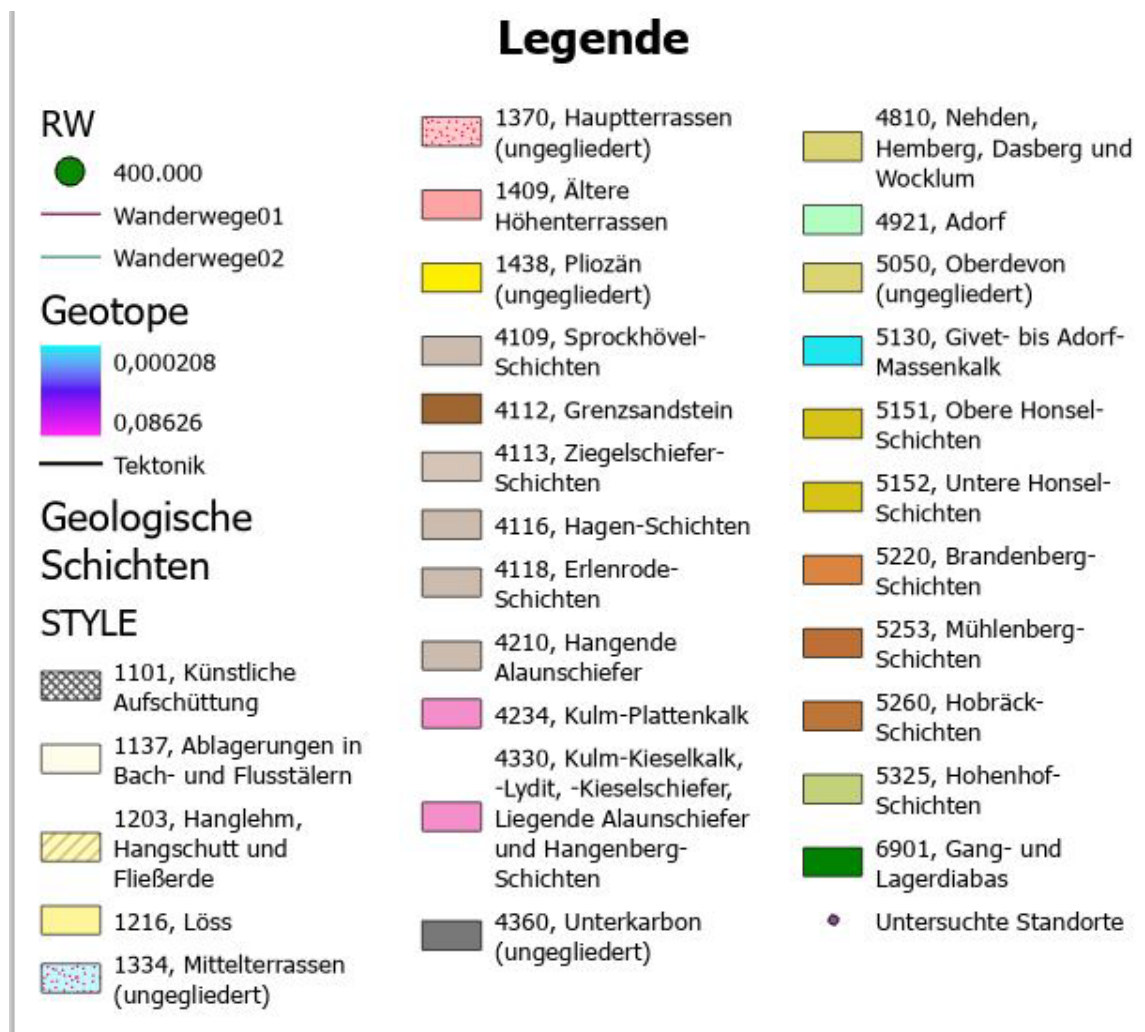 Legende
RW
400.000
Wanderwege01
Wanderwege02
Geotope
0,000208
0,08626
Tektonik
Geologische
Schichten
STYLE
1101, Künstliche
Aufschüttung
1137, Ablagerungen in
Bach- und Flusstälern
1203, Hanglehm,
Hangschutt und
Fließerde
1216, Löss
1334, Mittelterrassen
(ungegliedert)
1370, Hauptterrassen
(ungegliedert)
1409, Ältere
Höhenterrassen
1438, Pliozän
(ungegliedert)
4109, Sprockhövel-
Schichten
4112, Grenzsandstein
4113, Ziegelschiefer-
Schichten
4116, Hagen-Schichten
4118, Erlenrode-
Schichten
4210, Hangende
Alaunschiefer
4234, Kulm-Plattenkalk
4330, Kulm-Kieselkalk,
-Lydit, -Kieselschiefer,
Liegende Alaunschiefer
und Hangenberg-
Schichten
4360, Unterkarbon
(ungegliedert)
4810, Nehden,
Hemberg, Dasberg und
Wocklum
4921, Adorf
5050, Oberdevon
(ungegliedert)
5130, Givet- bis Adorf-
Massenkalk
5151, Obere Honsel-
Schichten
5152, Untere Honsel-
Schichten
5220, Brandenberg-
Schichten
5253, Mühlenberg-
Schichten
5260, Hobräck-
Schichten
5325, Hohenhof-
Schichten
6901, Gang- und
Lagerdiabas
Untersuchte Standorte